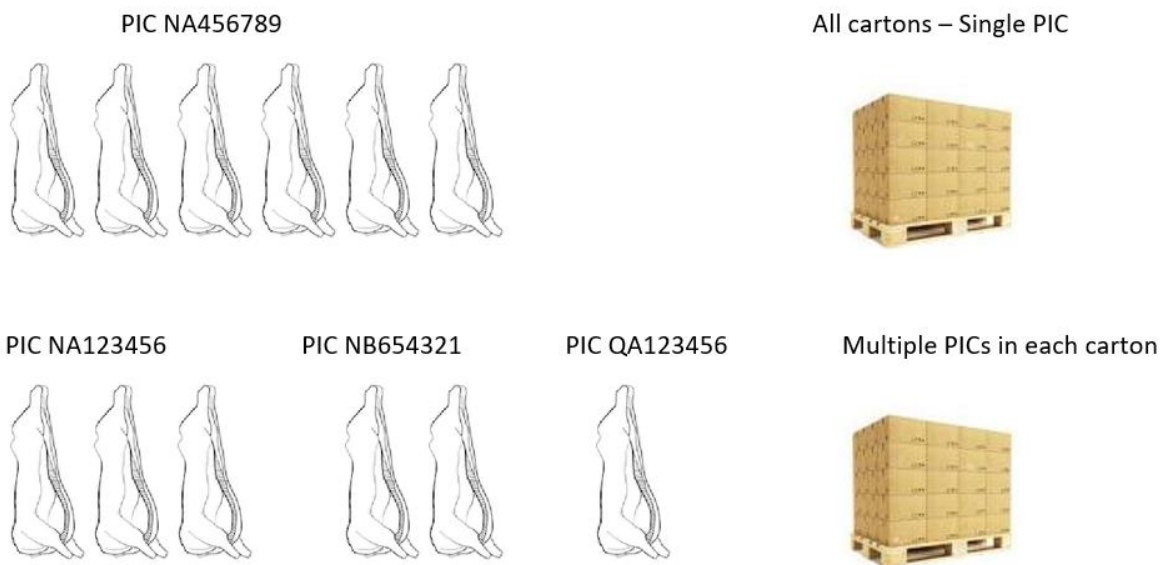 PIC NA456789
All cartons – Single PIC
PIC NA123456
PIC NB654321
PIC QA123456
Multiple PICs in each carton